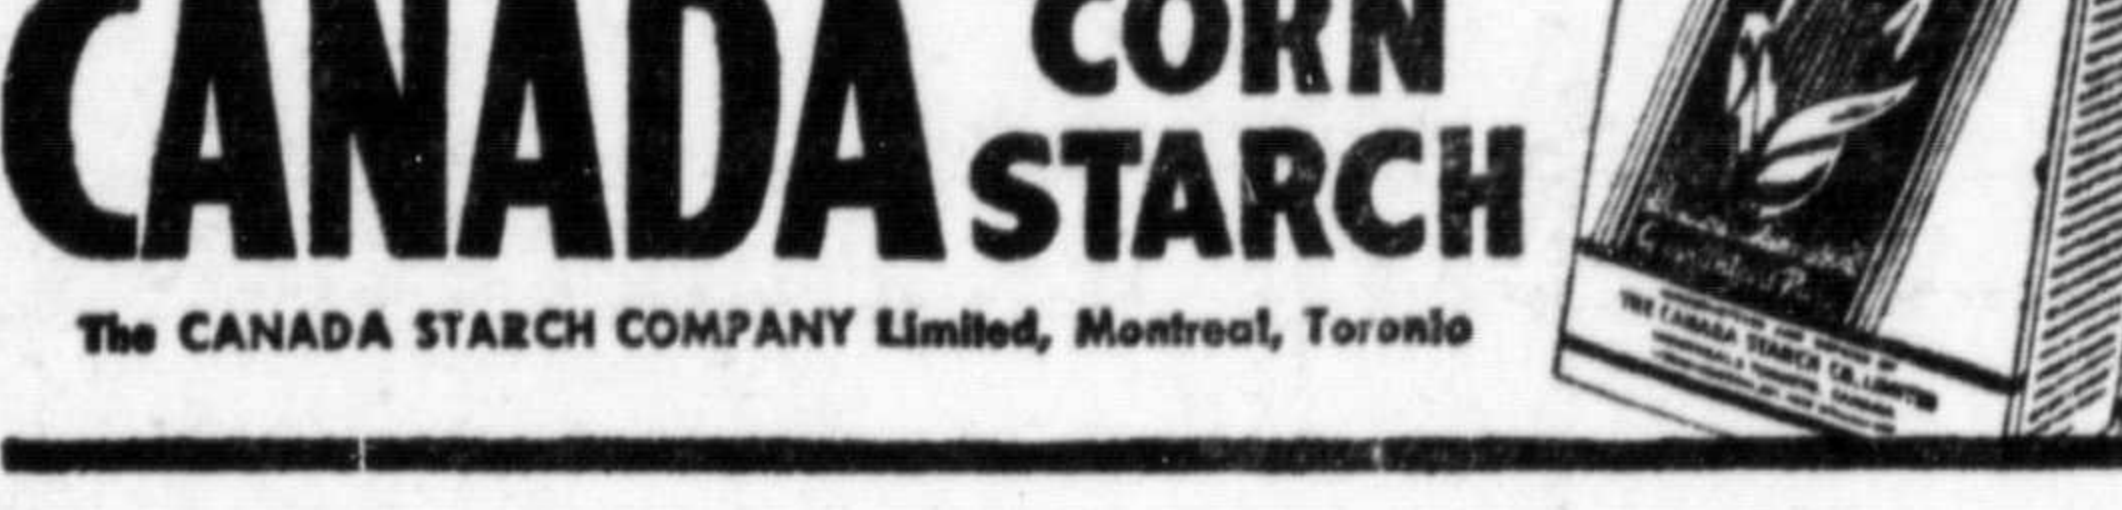 CANADA CORN
STARCH
The CANADA STARCH COMPANY Limited, Montreal, Toronto
THE CANADA STARCH CO. LIMITED